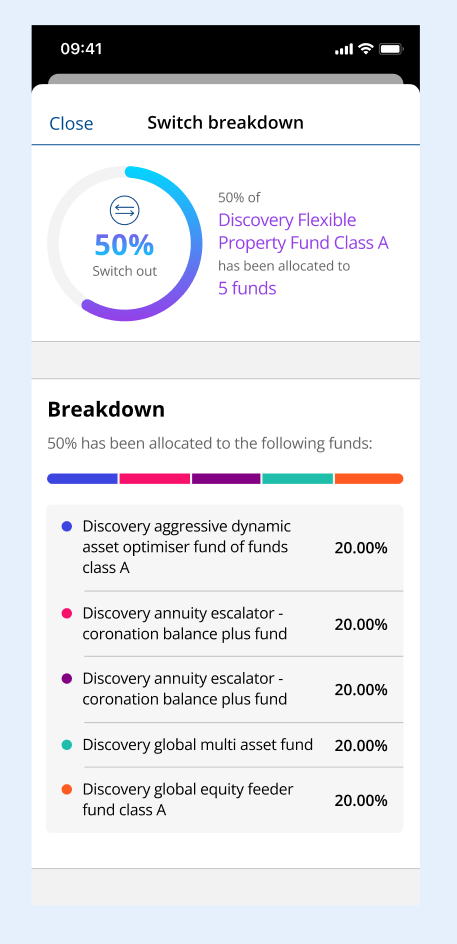 09:41
Close
Switch breakdown
50%
Switch out
50% of
Discovery Flexible
Property Fund Class A
has been allocated to
5 funds
Breakdown
50% has been allocated to the following funds:
Discovery aggressive dynamic
asset optimiser fund of funds
class A
20.00%
Discovery annuity escalator -
coronation balance plus fund
20.00%
Discovery annuity escalator -
coronation balance plus fund
20.00%
Discovery global multi asset fund
20.00%
Discovery global equity feeder
fund class A
20.00%